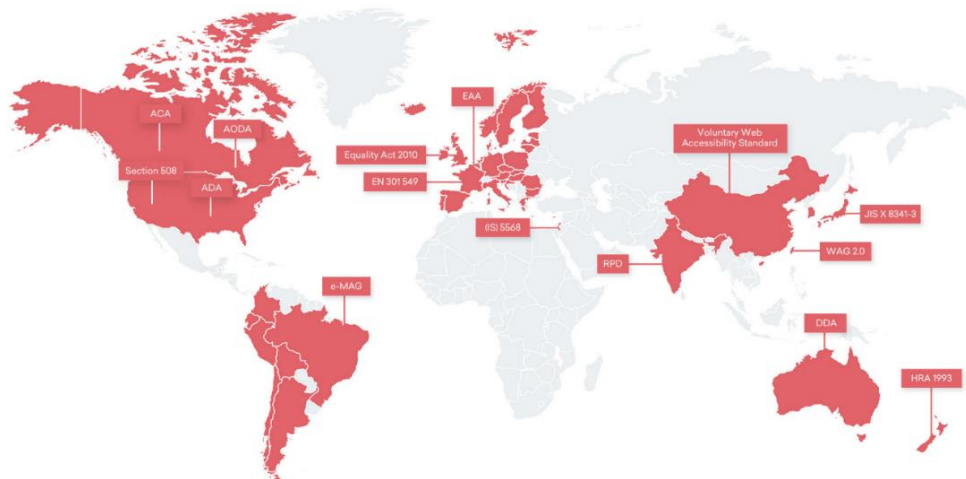 ACA
AODA
Section 508
ADA
e-MAG
EAA
Equality Act 2010
EN 301 549
(IS) 5568
Voluntary Web
Accessibility Standard
JIS X 8341-3
WAG 2.0
RPD
DDA
HRA 1993